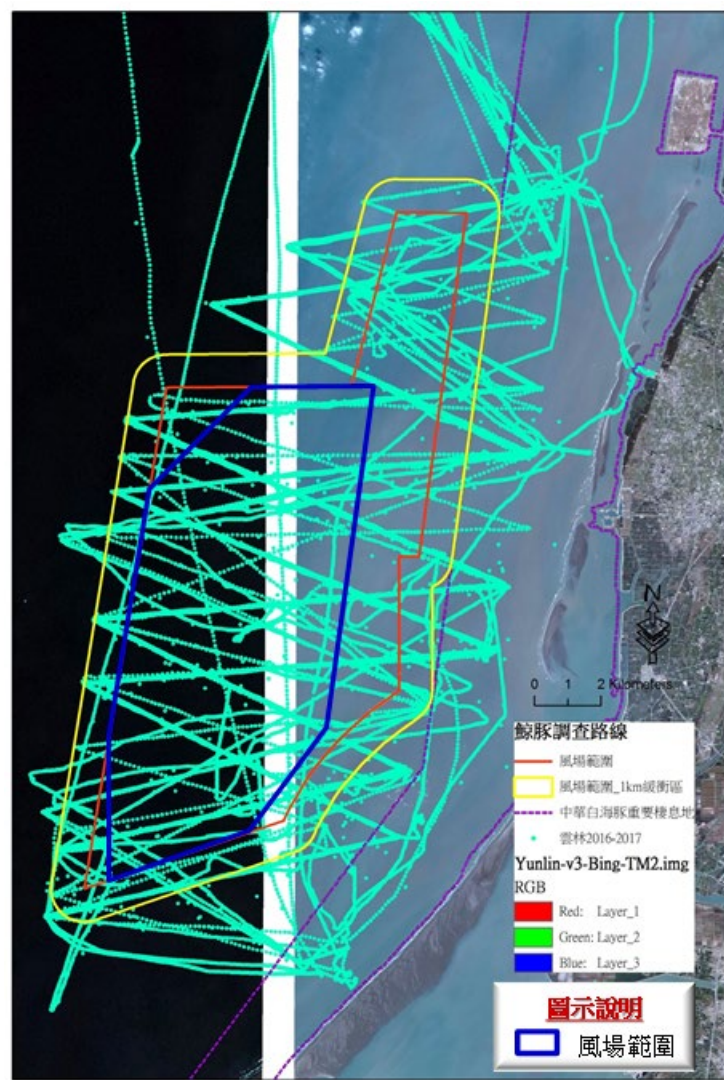 N
0 1 2 Kilometers
鯨豚調查路線
風場範圍
風場範圍_1km緩衝區
中華白海豚重要棲息地
雲林2016-2017
Yunlin-v3-Bing-TM2.img
RGB
Red: Layer_1
Green: Layer_2
Blue: Layer_3
圖示說明
風場範圍